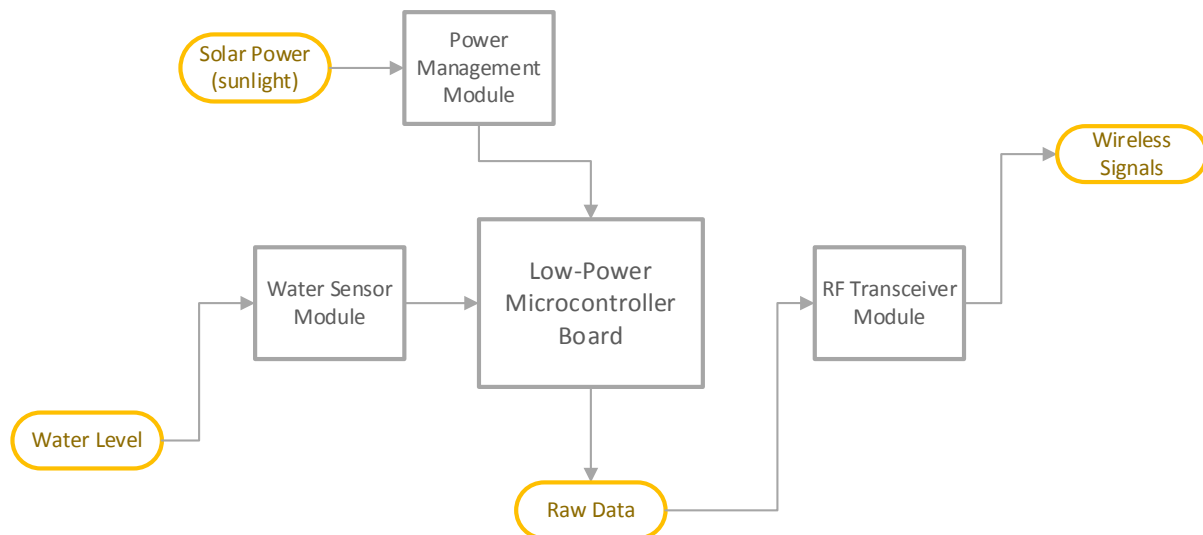 Solar Power
(sunlight)
Power
Management
Module
Wireless
Signals
Water Sensor
Module
Low-Power
Microcontroller
Board
RF Transceiver
Module
Water Level
Raw Data